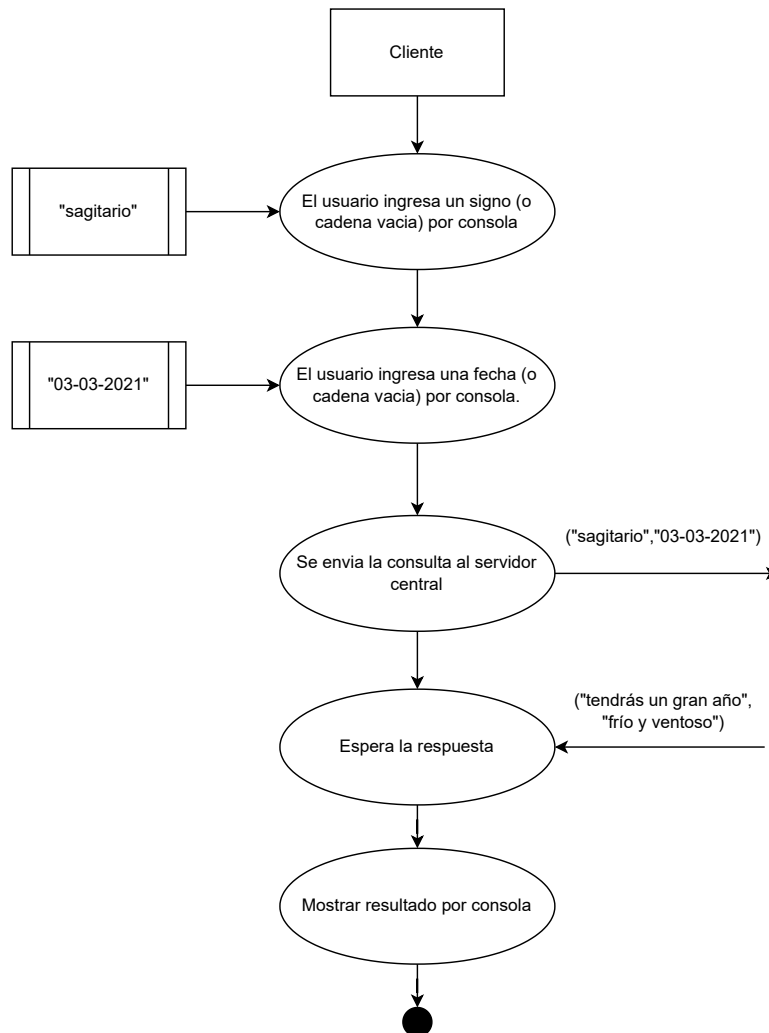 Cliente
"sagitario"
El usuario ingresa un signo (o
cadena vacia) por consola
"03-03-2021"
El usuario ingresa una fecha (o
cadena vacia) por consola.
Se envia la consulta al servidor
central
("sagitario","03-03-2021")
Espera la respuesta
("tendrás un gran año",
"frío y ventoso")
Mostrar resultado por consola